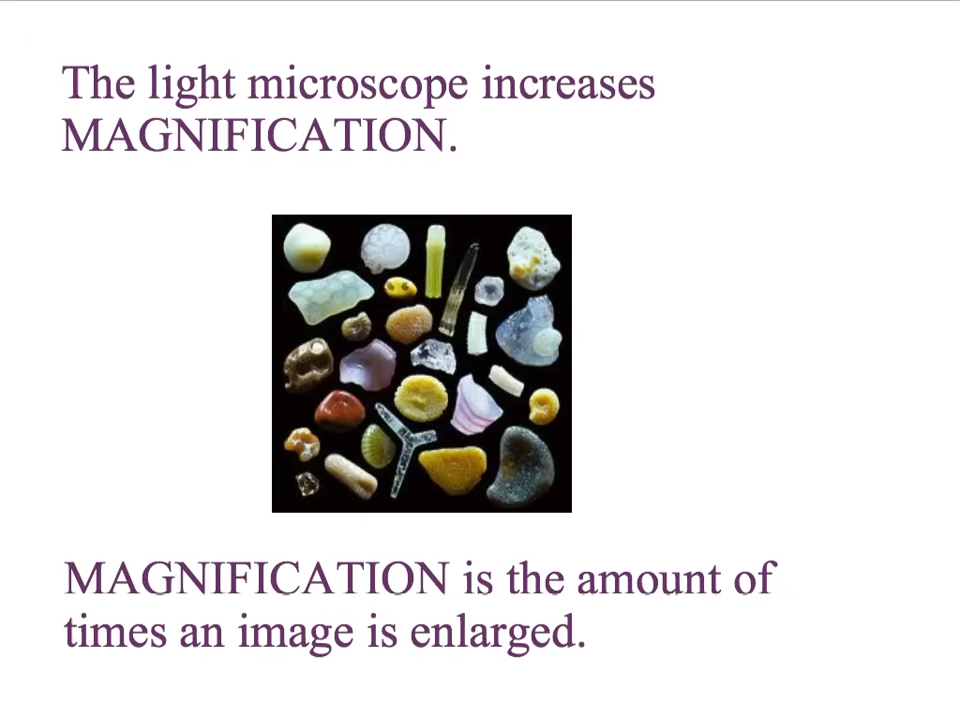 The light microscope increases
MAGNIFICATION.
MAGNIFICATION is the amount of
times an image is enlarged.